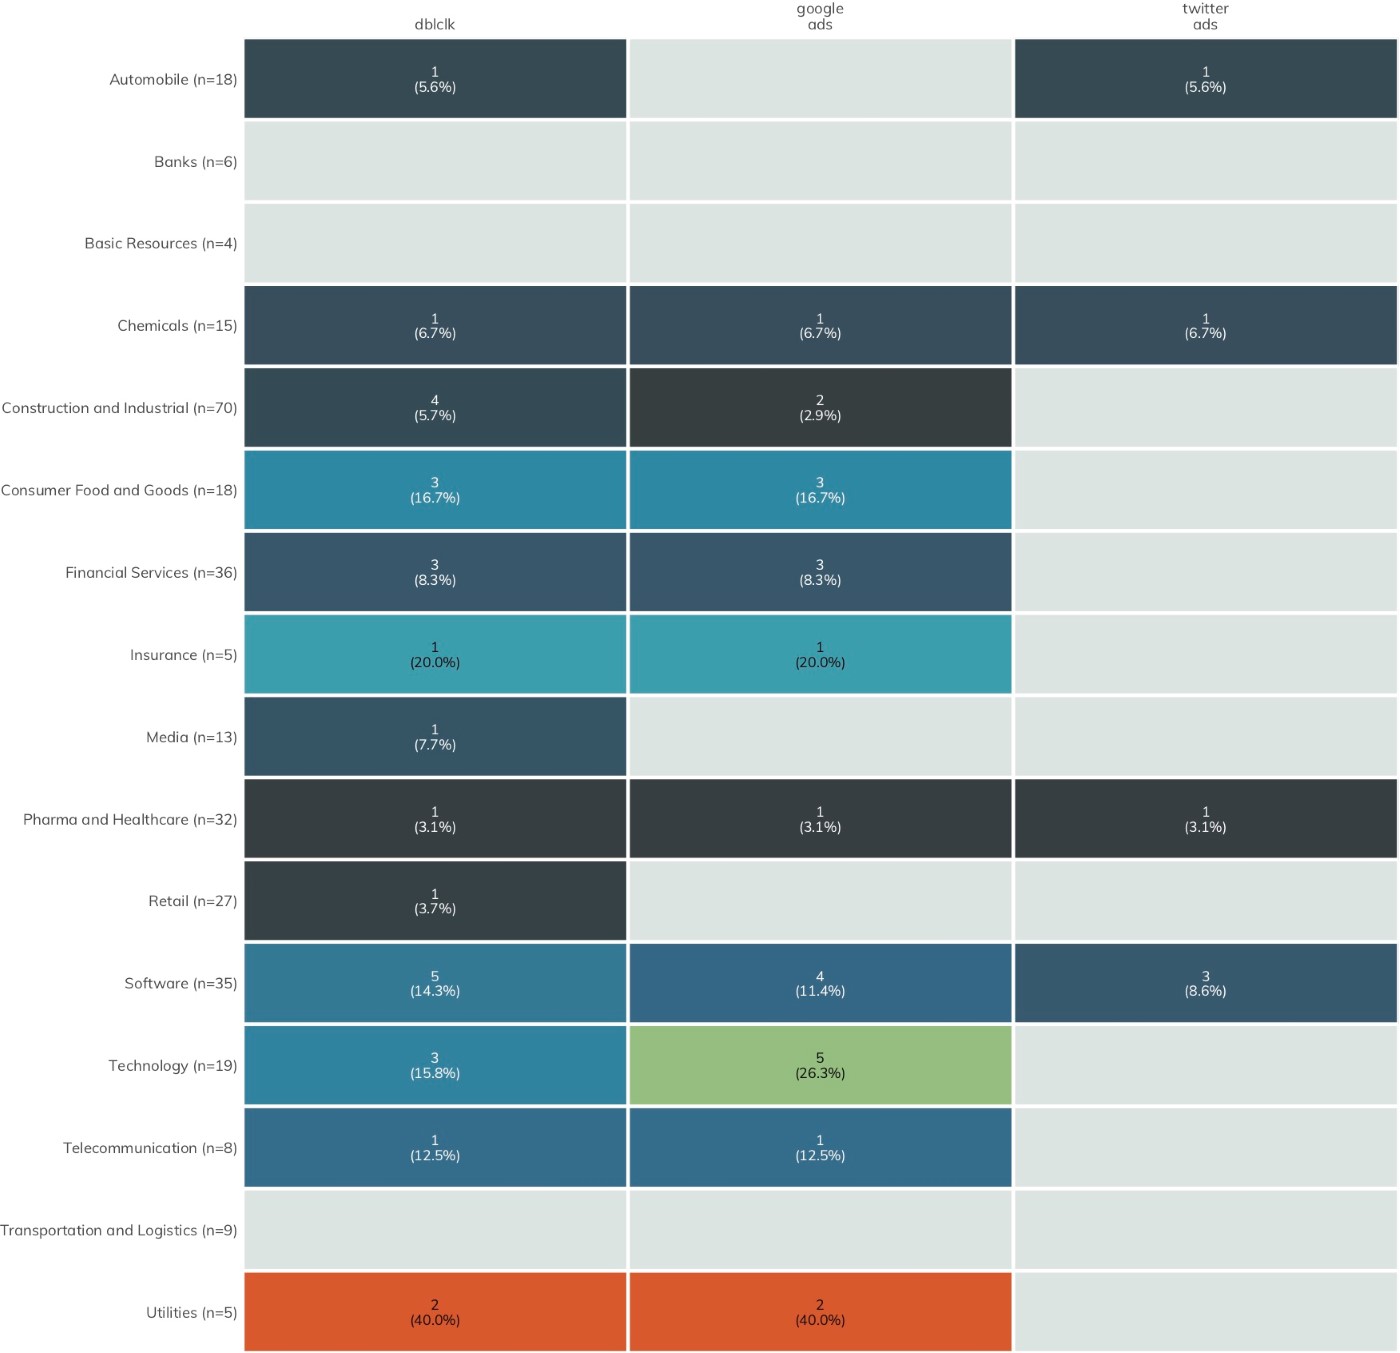 dblclk
google
ads
twitter
ads
Automobile (n=18)
1
(5.6%)
1
(5.6%)
Banks (n=6)
Basic Resources (n=4)
Chemicals (n=15)
1
(6.7%)
1
(6.7%)
1
(6.7%)
Construction and Industrial (n=70)
4
(5.7%)
2
(2.9%)
Consumer Food and Goods (n=18)
3
(16.7%)
3
(16.7%)
Financial Services (n=36)
3
(8.3%)
3
(8.3%)
Insurance (n=5)
1
(20.0%)
1
(20.0%)
Media (n=13)
1
(7.7%)
Pharma and Healthcare (n=32)
1
(3.1%)
1
(3.1%)
1
(3.1%)
Retail (n=27)
1
(3.7%)
Software (n=35)
5
(14.3%)
4
(11.4%)
3
(8.6%)
Technology (n=19)
3
(15.8%)
5
(26.3%)
Telecommunication (n=8)
1
(12.5%)
1
(12.5%)
Transportation and Logistics (n=9)
Utilities (n=5)
2
(40.0%)
2
(40.0%)